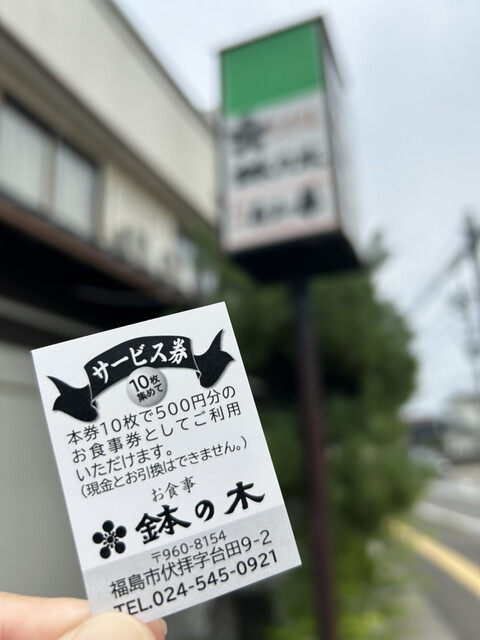 サービス券
10枚
集めて
本券10枚で500円分の
お食事券としてご利用
いただけます。
(現金とお引換はできません。)
お食事
鉢の木
〒960-8154
福島市伏拝字台田9-2
TEL.024-545-0921